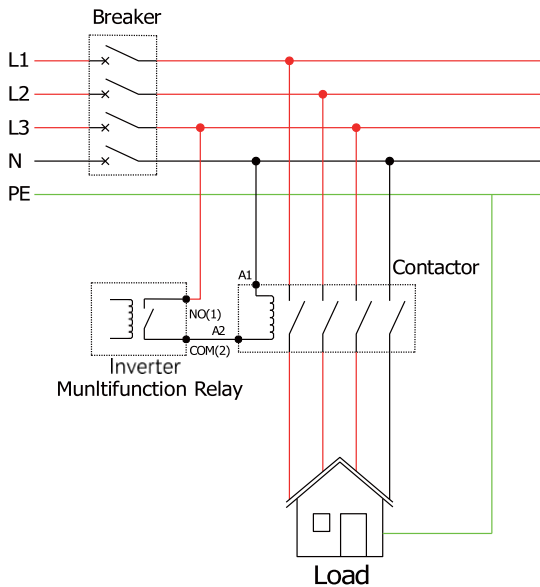 Breaker
L1
L2
L3
N
PE
A1
Contactor
NO(1)
A2
COM(2)
Inverter
Munltifunction Relay
Load